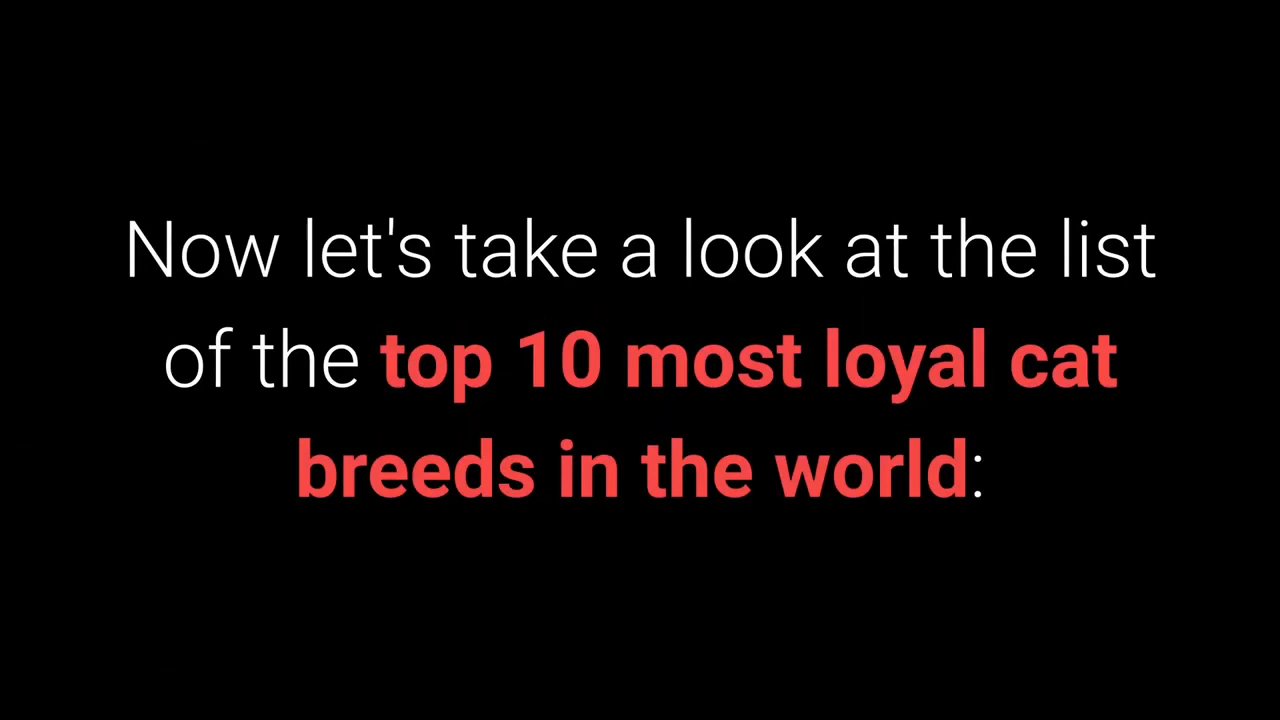 Now let's take a look at the list
of the top 10 most loyal cat
breeds in the world: